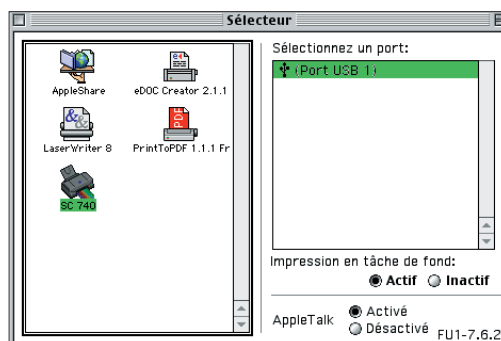 Sélecteur
AppleShare
eDOC Creator 2.1.1
LaserWriter 8
PrintToPDF 1.1.1 Fr
SC 740
Sélectionnez un port:
(Port USB 1)
Impression en tâche de fond:
Actif Inactif
AppleTalk
Activé
Désactivé
FU1-7.6.2